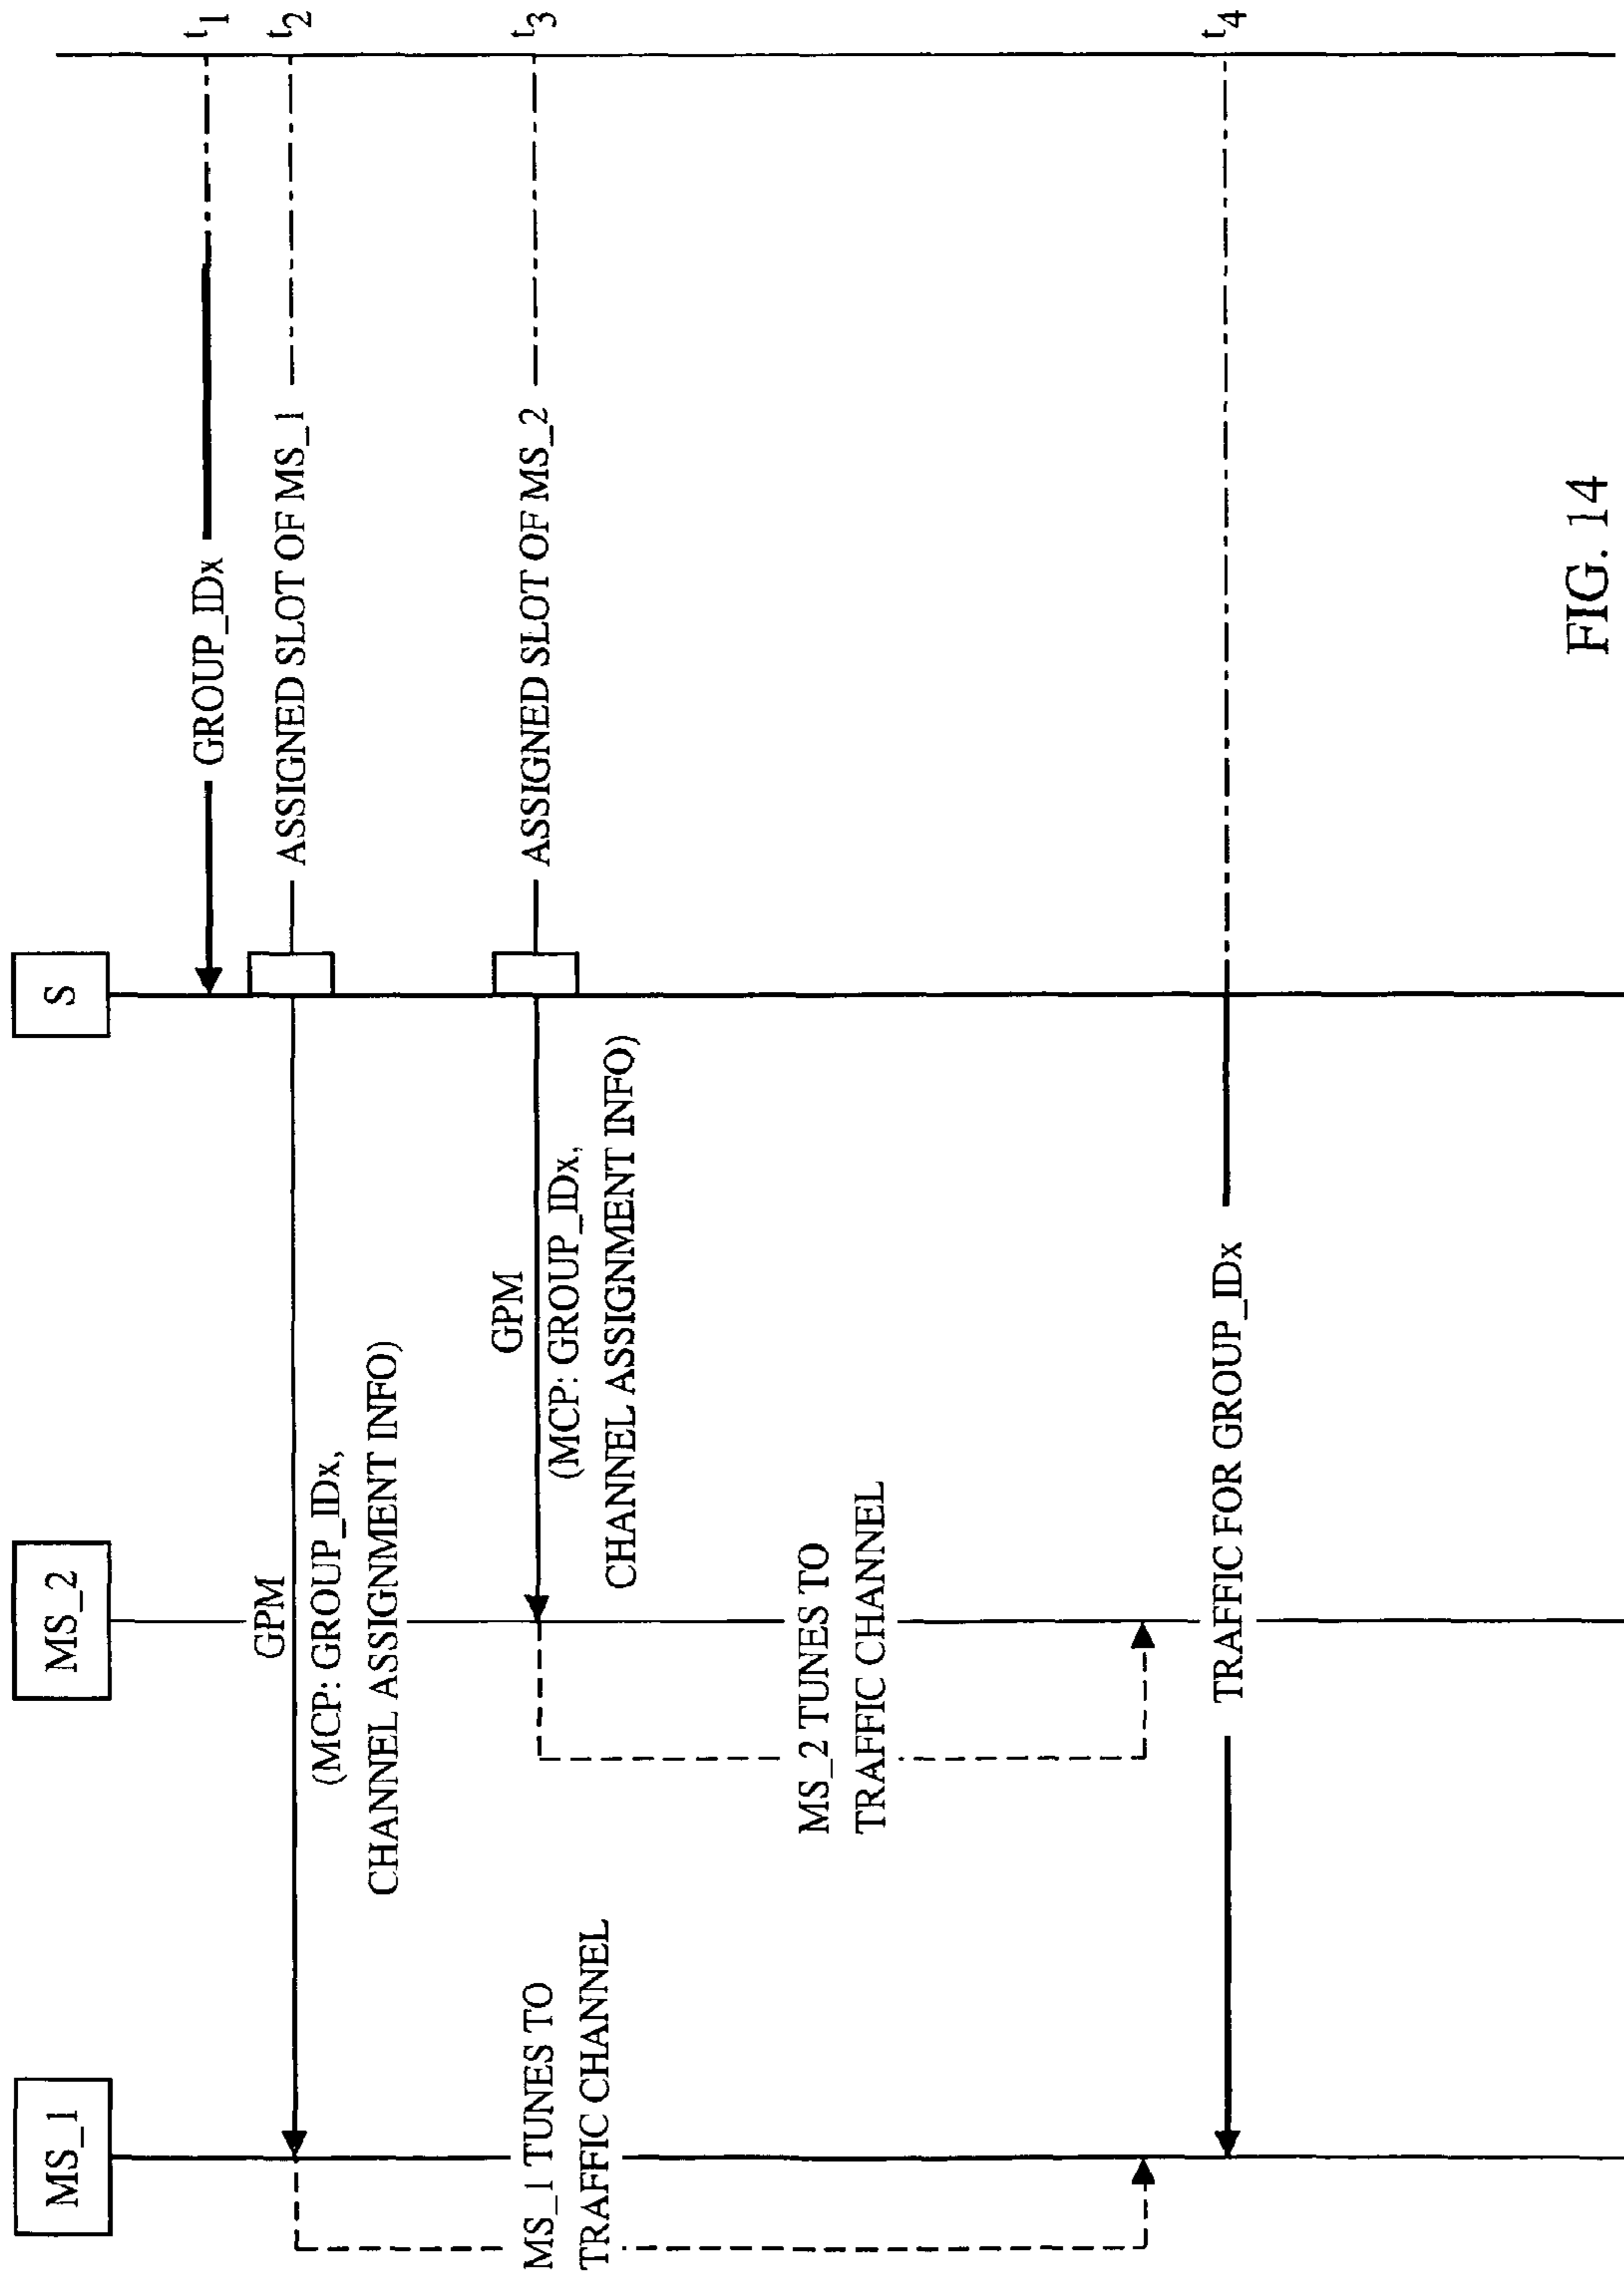 MS_1
MS_2
S
GROUP_IDx
t1
GPM
(MCP: GROUP_IDx,
CHANNEL ASSIGNMENT INFO)
ASSIGNED SLOT OF MS_1
t2
GPM
(MCP: GROUP_IDx,
CHANNEL ASSIGNMENT INFO)
ASSIGNED SLOT OF MS_2
t3
MS_1 TUNES TO
TRAFFIC CHANNEL
MS_2 TUNES TO
TRAFFIC CHANNEL
TRAFFIC FOR GROUP_IDx
t4
FIG. 14